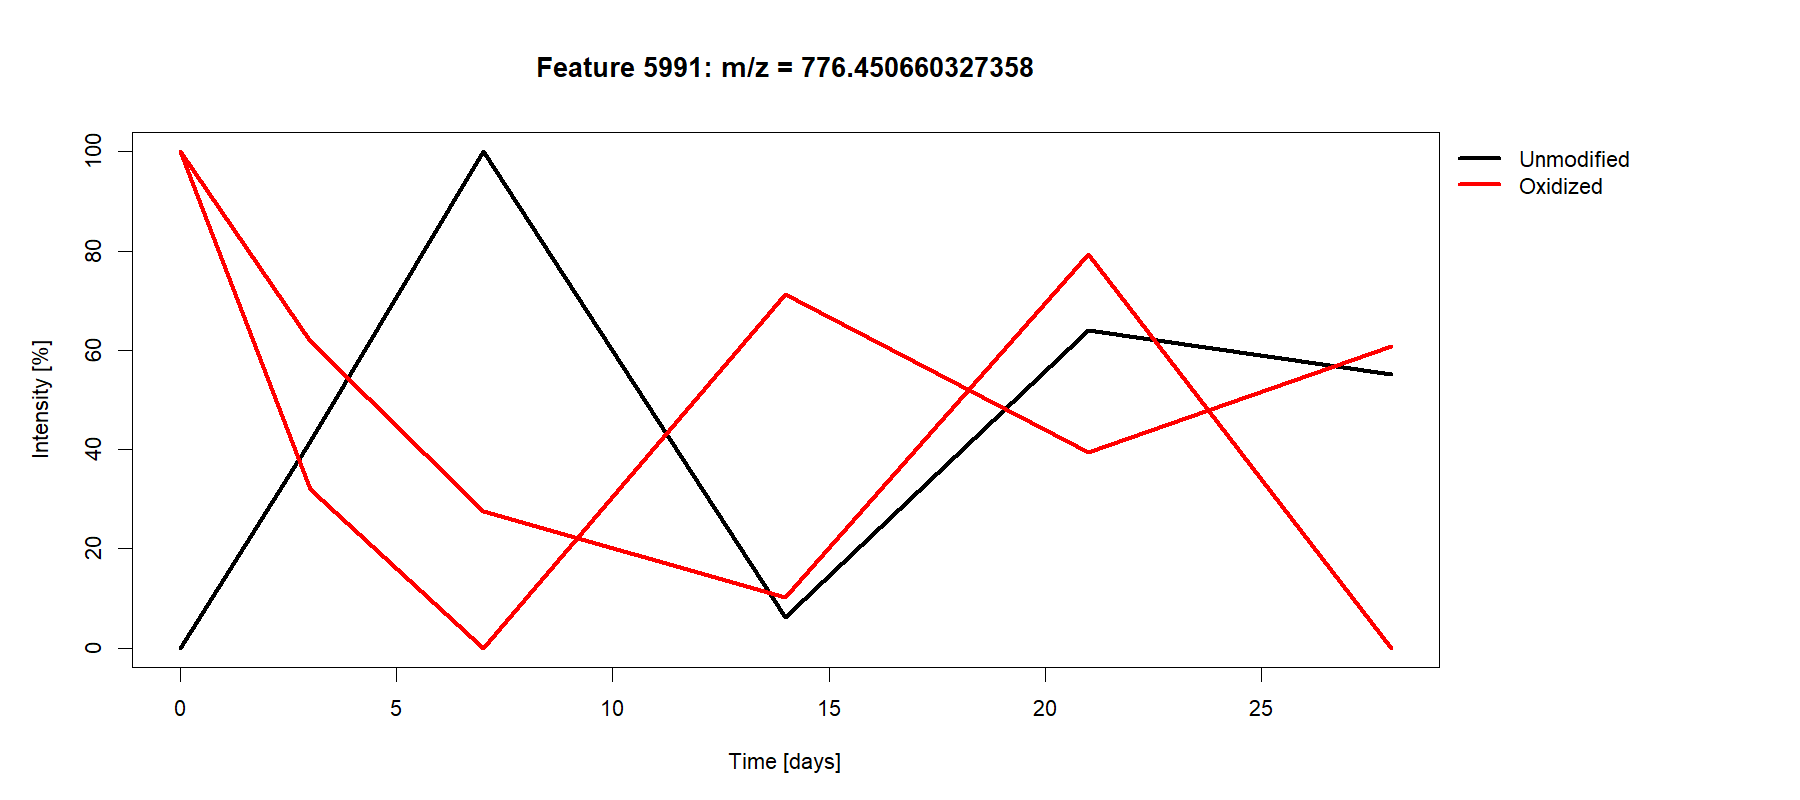 Feature 5991: m/z = 776.450660327358
Unmodified
Oxidized
100
80
60
40
20
0
Intensity [%]
0 5 10 15 20 25
Time [days]